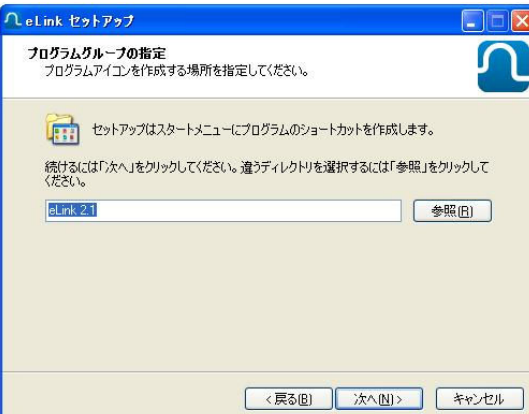 eLink セットアップ
プログラムグループの指定
プログラムアイコンを作成する場所を指定してください。
セットアップはスタートメニューにプログラムのショートカットを作成します。
続けるには「次へ」をクリックしてください。違うディレクトリを選択するには「参照」をクリックして
ください。
eLink 2.1
参照(R)
<戻る(B)
次へ(N)>
キャンセル